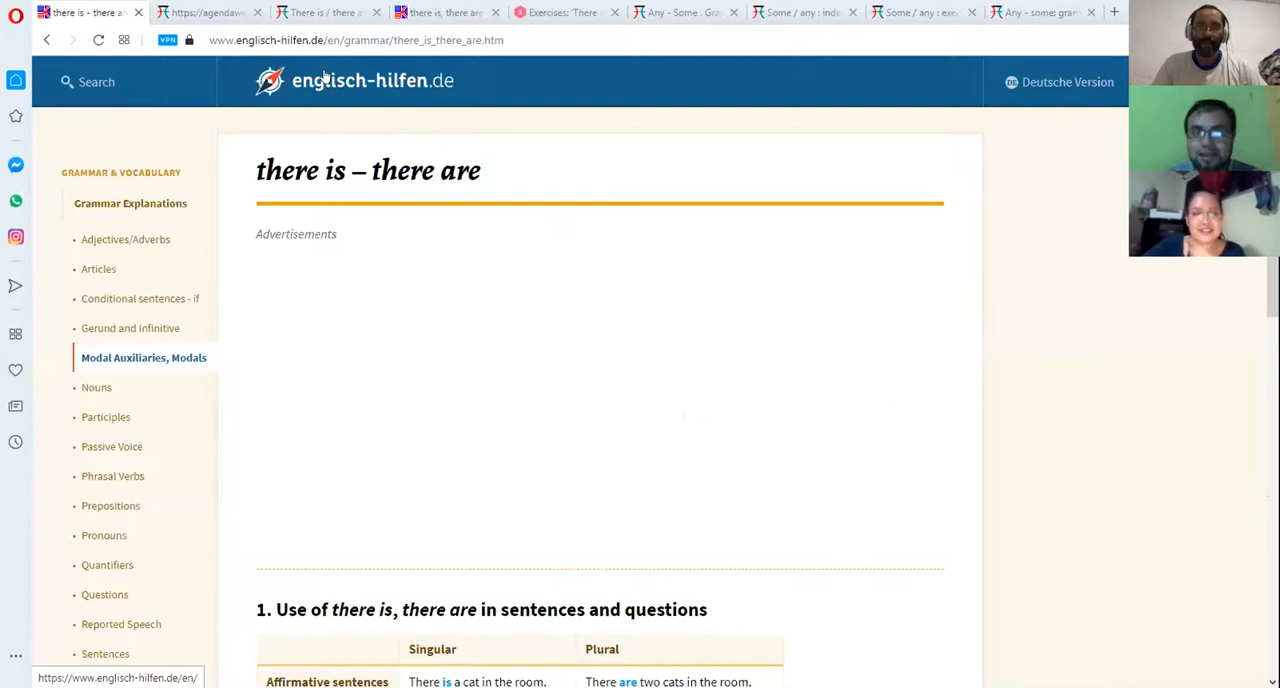 there is - there are
https://agendawe
There is / there a
there is, there are
Exercises: 'There
Any - Some . Gra
Some / any : inde
Some / any : exe
Any - some: gram
VPN
www.englisch-hilfen.de/en/grammar/there_is_there_are.htm
Search
englisch-hilfen.de
DE Deutsche Version
there is – there are
GRAMMAR & VOCABULARY
Grammar Explanations
Advertisements
• Adjectives/Adverbs
• Articles
• Conditional sentences - if
• Gerund and Infinitive
Modal Auxiliaries, Modals
• Nouns
• Participles
• Passive Voice
• Phrasal Verbs
• Prepositions
• Pronouns
• Quantifiers
• Questions
• Reported Speech
• Sentences
1. Use of there is, there are in sentences and questions
Singular Plural
Affirmative sentences There is a cat in the room. There are two cats in the room.
https://www.englisch-hilfen.de/en/